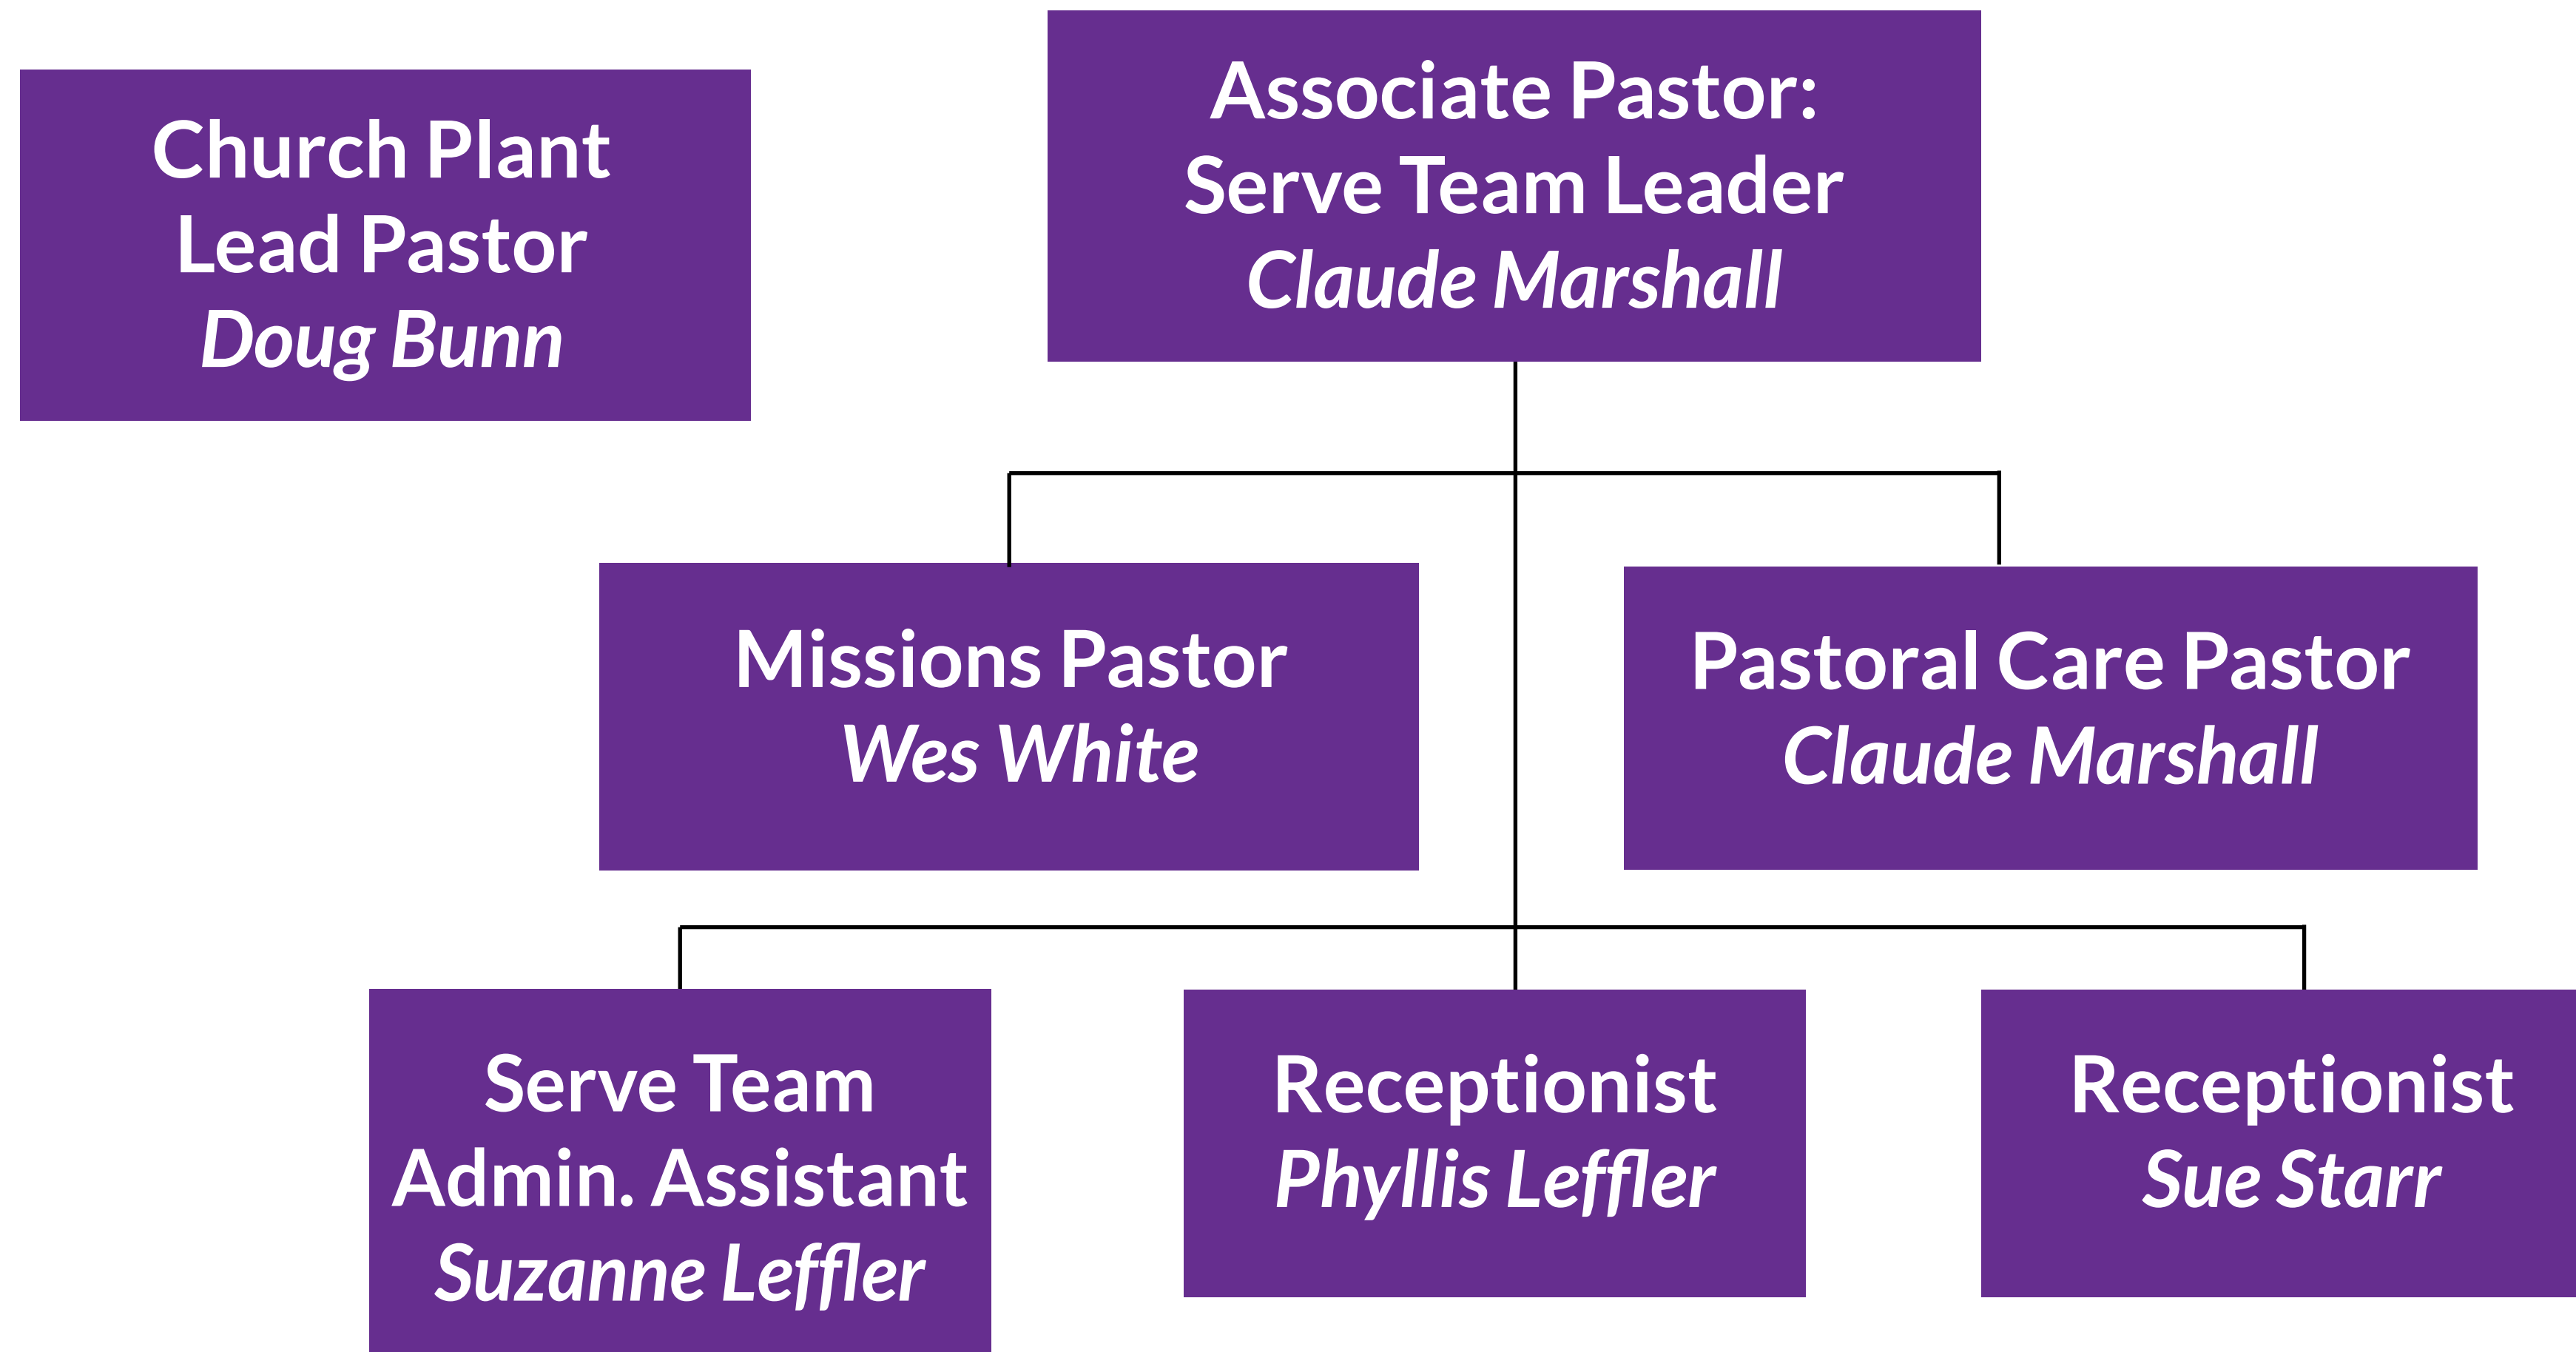 Church Plant
Lead Pastor
Doug Bunn
Associate Pastor:
Serve Team Leader
Claude Marshall
Missions Pastor
Wes White
Pastoral Care Pastor
Claude Marshall
Serve Team
Admin. Assistant
Suzanne Leffler
Receptionist
Phyllis Leffler
Receptionist
Sue Starr